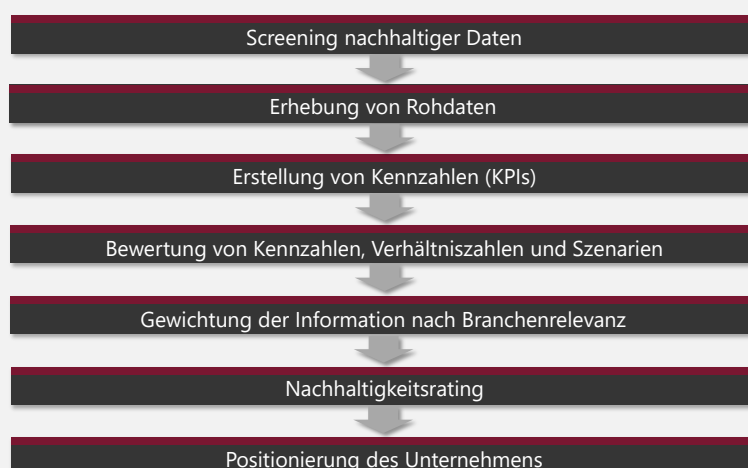 Screening nachhaltiger Daten
Erhebung von Rohdaten
Erstellung von Kennzahlen (KPIs)
Bewertung von Kennzahlen, Verhältniszahlen und Szenarien
Gewichtung der Information nach Branchenrelevanz
Nachhaltigkeitsrating
Positionierung des Unternehmens